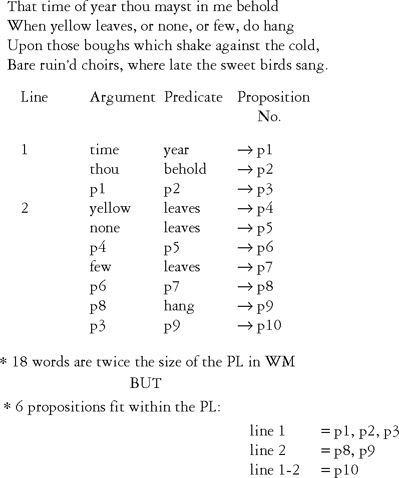 That time of year thou mayst in me behold
When yellow leaves, or none, or few, do hang
Upon those boughs which shake against the cold,
Bare ruin'd choirs, where late the sweet birds sang.
Line Argument Predicate Proposition
No.
1 time year → p1
thou behold → p2
p1 p2 → p3
2 yellow leaves → p4
none leaves → p5
p4 p5 → p6
few leaves → p7
p6 p7 → p8
p8 hang → p9
p3 p9 → p10
* 18 words are twice the size of the PL in WM
BUT
* 6 propositions fit within the PL:
line 1 = p1, p2, p3
line 2 = p8, p9
line 1-2 = p10